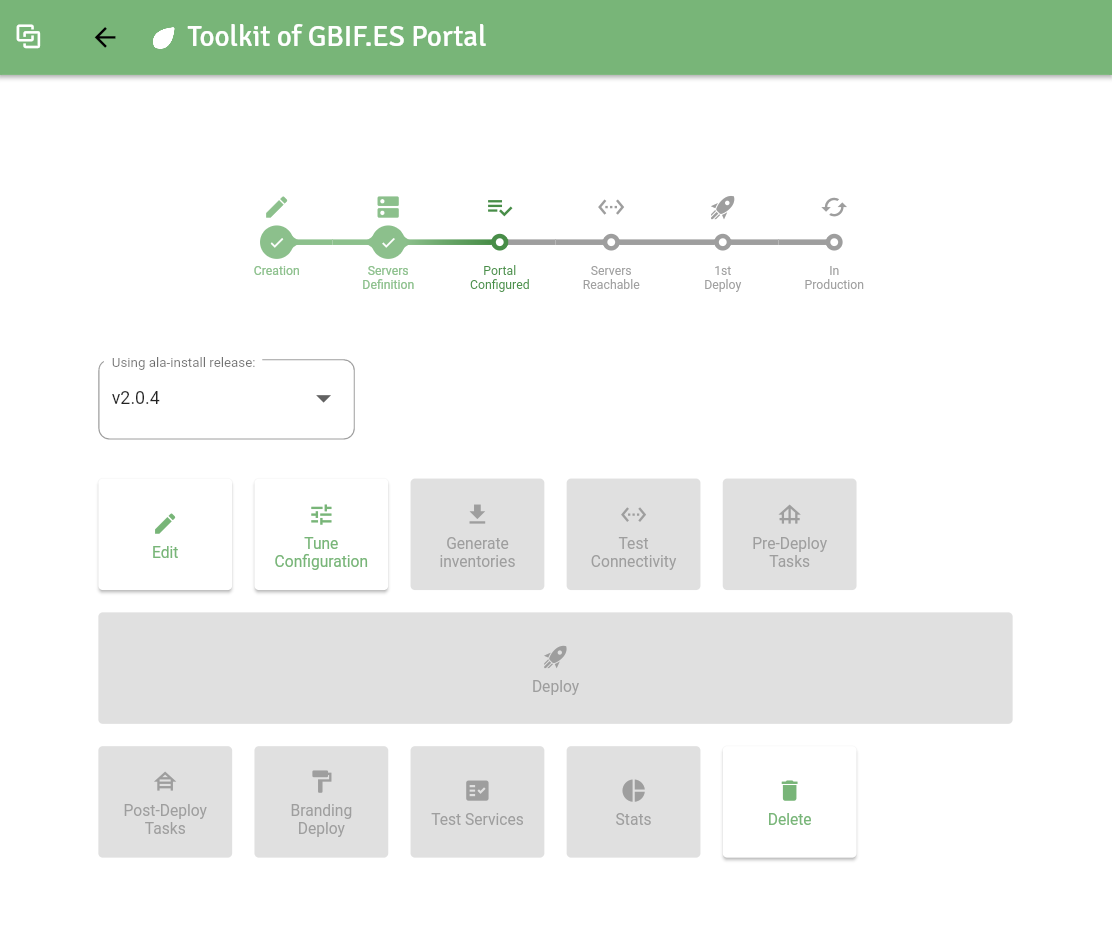 Toolkit of GBIF.ES Portal
Creation
Servers
Definition
Portal
Configured
Servers
Reachable
1st
Deploy
In
Production
Using ala-install release:
v2.0.4
Edit
Tune
Configuration
Generate
inventories
Test
Connectivity
Pre-Deploy
Tasks
Deploy
Post-Deploy
Tasks
Branding
Deploy
Test Services
Stats
Delete